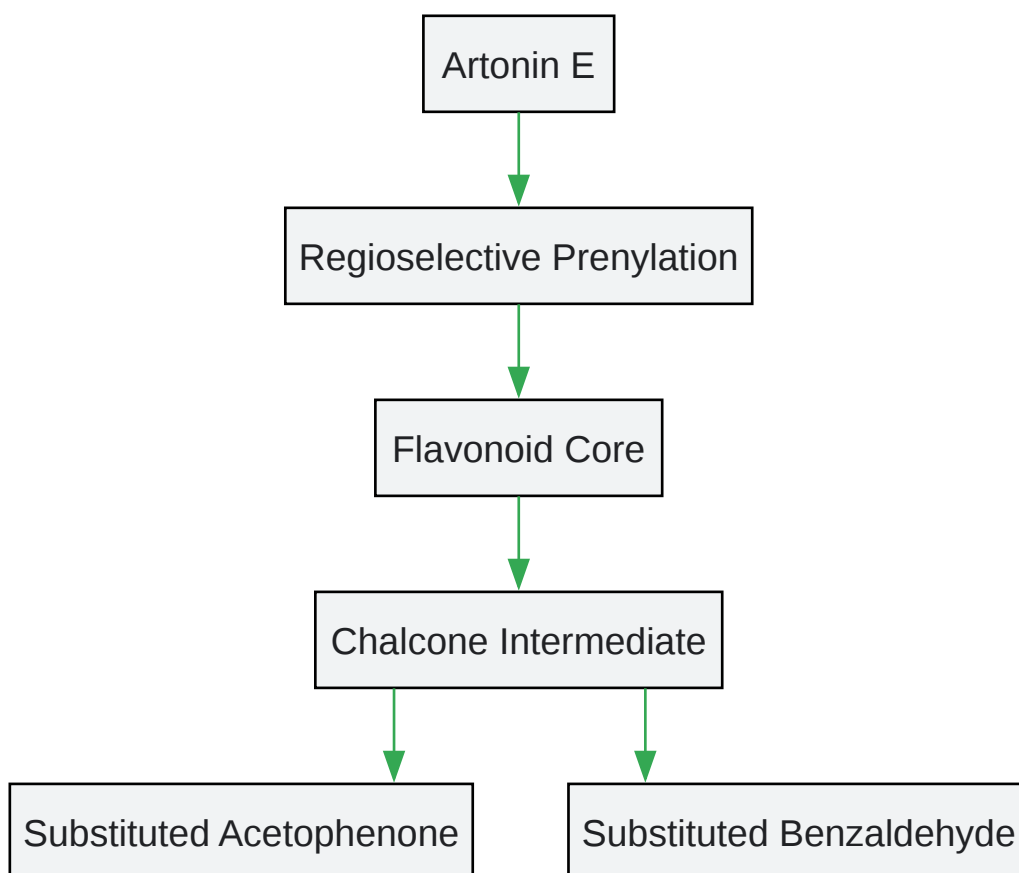 Artonin E
Regioselective Prenylation
Flavonoid Core
Chalcone Intermediate
Substituted Acetophenone
Substituted Benzaldehyde